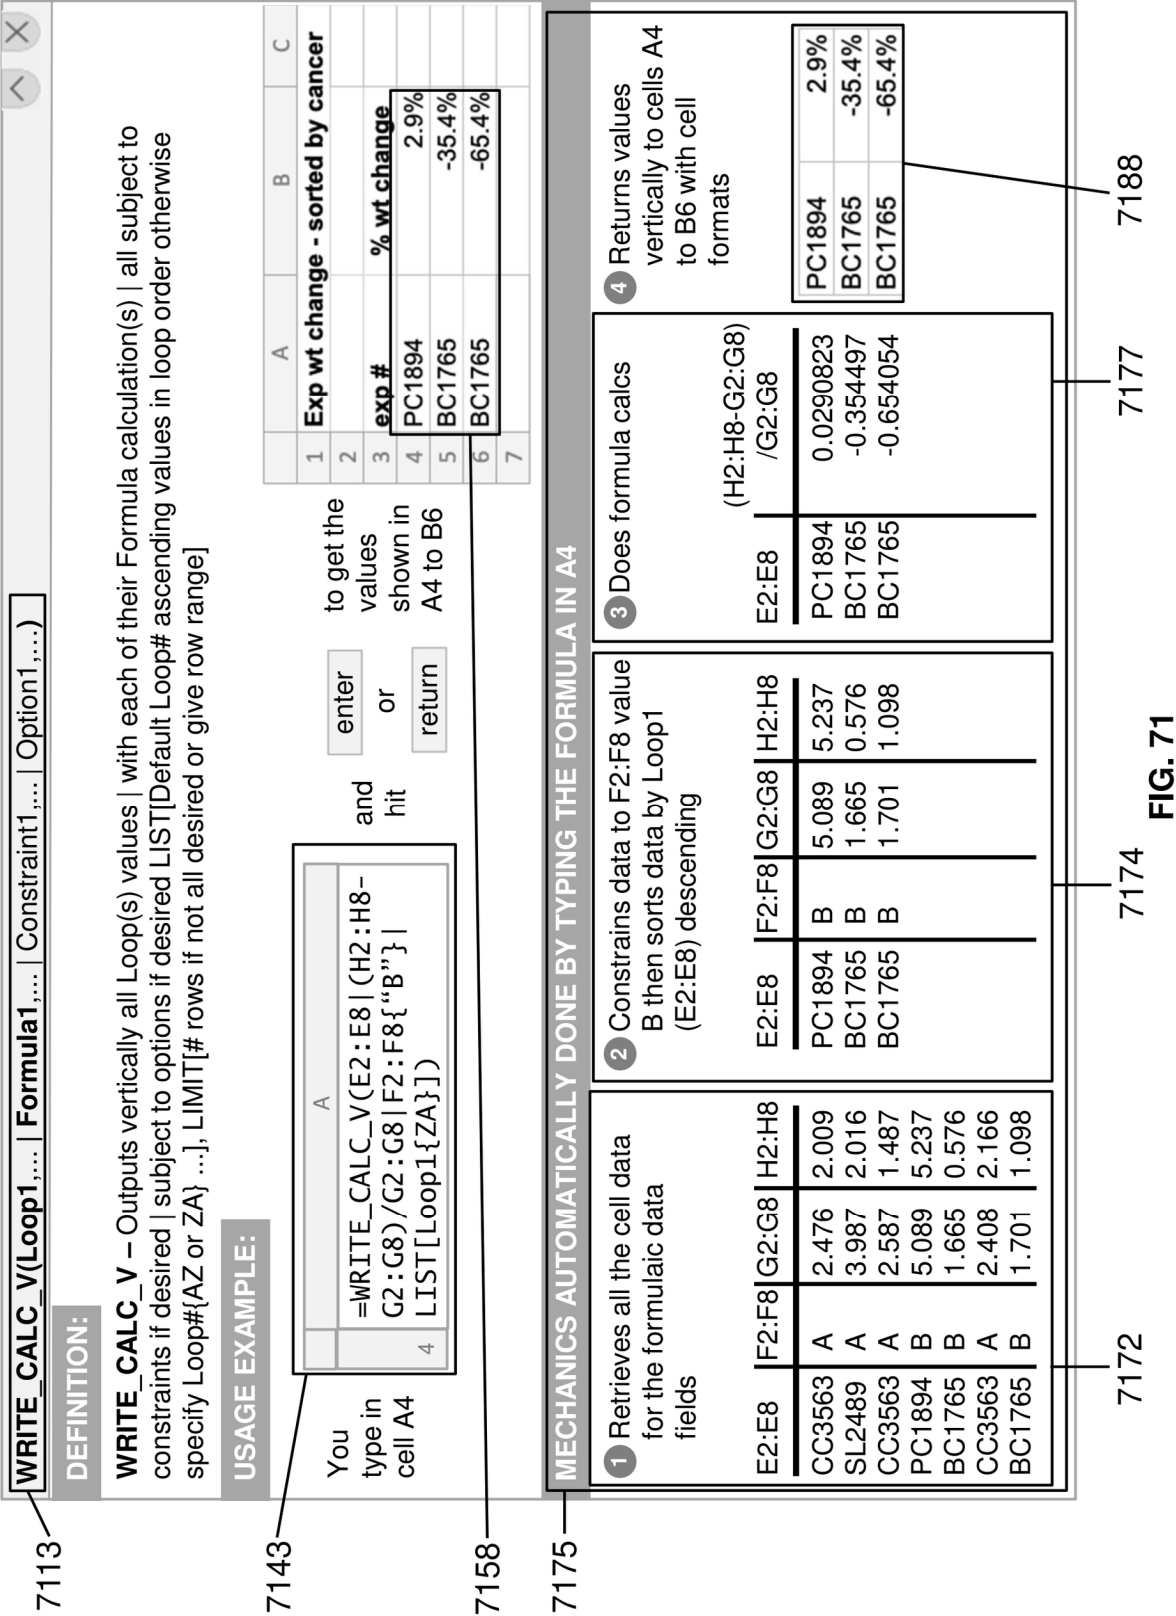 WRITE_CALC_V(Loop1,... | Formula1,... | Constraint1,... | Option1,...)
7113
DEFINITION:
WRITE_CALC_V – Outputs vertically all Loop(s) values | with each of their Formula calculation(s) | all subject to
constraints if desired | subject to options if desired LIST[Default Loop# ascending values in loop order otherwise
specify Loop#{AZ or ZA} ...], LIMIT[# rows if not all desired or give row range]
USAGE EXAMPLE:
7143
You
type in
cell A4
A
4
=WRITE_CALC_V(E2:E8|(H2:H8-
G2:G8)/G2:G8|F2:F8{“B”}|
LIST[Loop1{ZA}])
and
hit
enter
or
return
to get the
values
shown in
A4 to B6
A B C
1 Exp wt change - sorted by cancer
2
3 exp # % wt change
4 PC1894 2.9%
5 BC1765 -35.4%
6 BC1765 -65.4%
7
7158
7175
MECHANICS AUTOMATICALLY DONE BY TYPING THE FORMULA IN A4
1 Retrieves all the cell data
for the formulaic data
fields
E2:E8 F2:F8 G2:G8 H2:H8
CC3563 A 2.476 2.009
SL2489 A 3.987 2.016
CC3563 A 2.587 1.487
PC1894 B 5.089 5.237
BC1765 B 1.665 0.576
CC3563 A 2.408 2.166
BC1765 B 1.701 1.098
7172
2 Constrains data to F2:F8 value
B then sorts data by Loop1
(E2:E8) descending
E2:E8 F2:F8 G2:G8 H2:H8
PC1894 B 5.089 5.237
BC1765 B 1.665 0.576
BC1765 B 1.701 1.098
7174
3 Does formula calcs
(H2:H8-G2:G8)
E2:E8 /G2:G8
PC1894 0.0290823
BC1765 -0.354497
BC1765 -0.654054
7177
4 Returns values
vertically to cells A4
to B6 with cell
formats
PC1894 2.9%
BC1765 -35.4%
BC1765 -65.4%
7188
FIG. 71